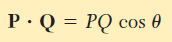 P · Q = PQ cos θ